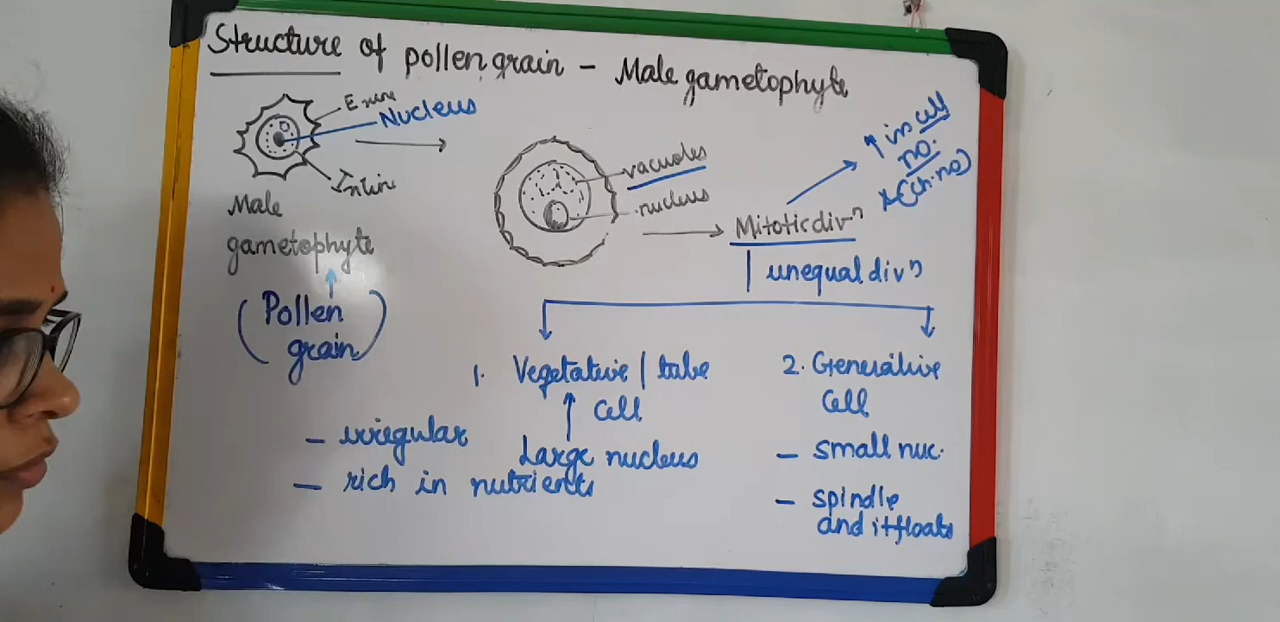 Structure of pollen grain - Male gametophyte
Exine
Nucleus
Intine
Male
gametophyte
(Pollen
grain)
vacuoles
nucleus
Mitotic divⁿ
↑ in cell
no.
(ch. no)
unequal divⁿ
1. Vegetative / tube
cell
Large nucleus
- irregular
- rich in nutrients
2. Generative
cell
- small nuc.
- spindle
and it floats